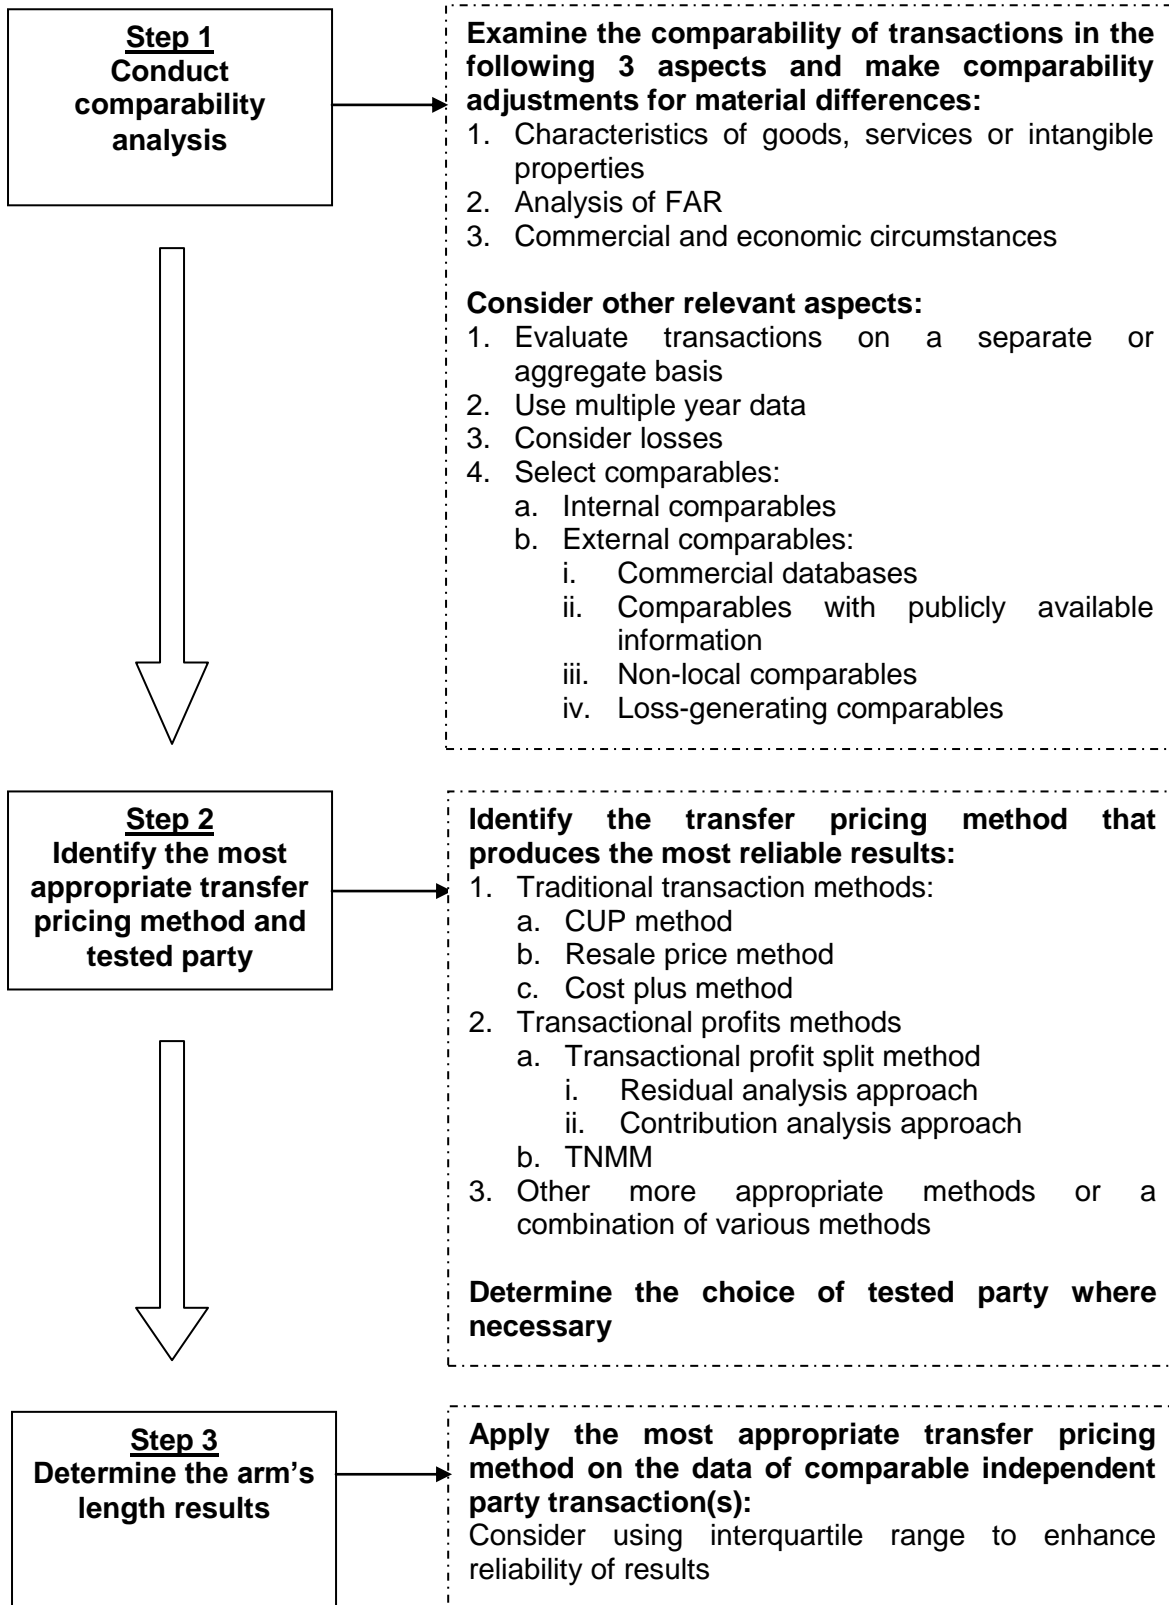 Step 1
Conduct
comparability
analysis
Examine the comparability of transactions in the
following 3 aspects and make comparability
adjustments for material differences:
1. Characteristics of goods, services or intangible
properties
2. Analysis of FAR
3. Commercial and economic circumstances
Consider other relevant aspects:
1. Evaluate transactions on a separate or
aggregate basis
2. Use multiple year data
3. Consider losses
4. Select comparables:
a. Internal comparables
b. External comparables:
i. Commercial databases
ii. Comparables with publicly available
information
iii. Non-local comparables
iv. Loss-generating comparables
Step 2
Identify the most
appropriate transfer
pricing method and
tested party
Identify the transfer pricing method that
produces the most reliable results:
1. Traditional transaction methods:
a. CUP method
b. Resale price method
c. Cost plus method
2. Transactional profits methods
a. Transactional profit split method
i. Residual analysis approach
ii. Contribution analysis approach
b. TNMM
3. Other more appropriate methods or a
combination of various methods
Determine the choice of tested party where
necessary
Step 3
Determine the arm's
length results
Apply the most appropriate transfer pricing
method on the data of comparable independent
party transaction(s):
Consider using interquartile range to enhance
reliability of results